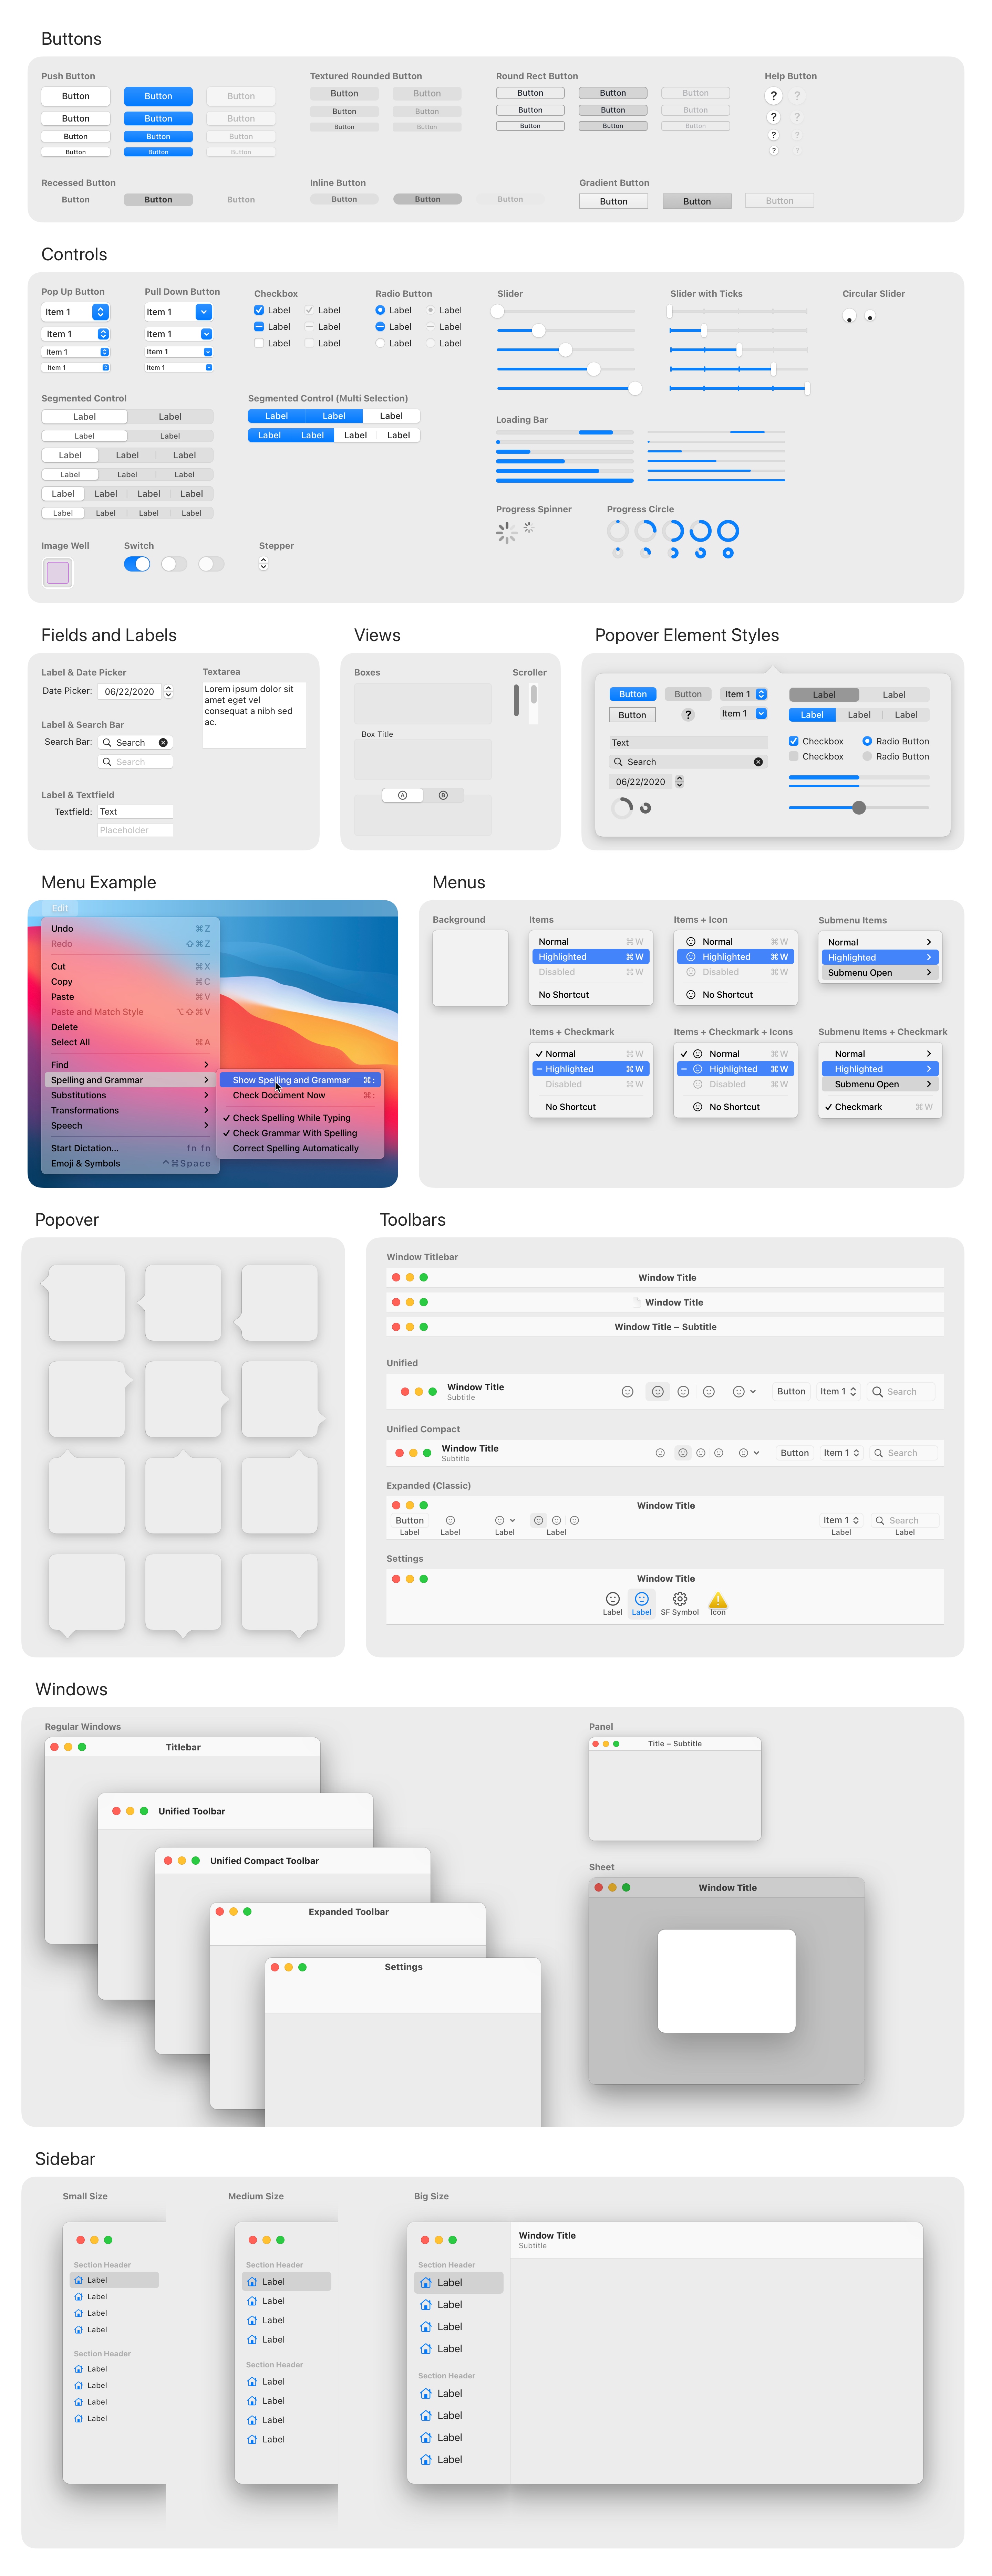 Buttons
Push Button
Textured Rounded Button
Round Rect Button
Help Button
Button Button Button
Button Button
Button Button Button
? ?
Button Button Button
Button Button
Button Button Button
? ?
Button Button Button
Button Button
Button Button Button
? ?
Button Button Button
? ?
Recessed Button
Inline Button
Gradient Button
Button Button Button
Button Button Button
Button Button Button
Controls
Pop Up Button
Pull Down Button
Checkbox
Radio Button
Slider
Slider with Ticks
Circular Slider
Item 1
Item 1
Label Label
Label Label
Item 1
Item 1
Label Label
Label Label
Item 1
Item 1
Label Label
Label Label
Item 1
Item 1
Segmented Control
Segmented Control (Multi Selection)
Label Label
Label Label Label
Label Label
Label Label Label Label
Label Label Label
Label Label Label
Label Label Label Label
Label Label Label Label
Loading Bar
Progress Spinner
Progress Circle
Image Well
Switch
Stepper
Fields and Labels
Label & Date Picker
Date Picker: 06/22/2020
Label & Search Bar
Search Bar: Search
Search
Label & Textfield
Textfield: Text
Placeholder
Textarea
Lorem ipsum dolor sit
amet eget vel
consequat a nibh sed
ac.
Views
Boxes
Scroller
Box Title
A B
Popover Element Styles
Button Button Item 1
Label Label
Button ? Item 1
Label Label Label
Text
Checkbox Radio Button
Search
Checkbox Radio Button
06/22/2020
Menu Example
Edit
Undo ⌘Z
Redo ⇧⌘Z
Cut ⌘X
Copy ⌘C
Paste ⌘V
Paste and Match Style ⌥⇧⌘V
Delete
Select All ⌘A
Find
Spelling and Grammar
Substitutions
Transformations
Speech
Start Dictation... fn fn
Emoji & Symbols ^⌘Space
Show Spelling and Grammar ⌘:
Check Document Now ⌘;
✓ Check Spelling While Typing
✓ Check Grammar With Spelling
Correct Spelling Automatically
Menus
Background
Items
Normal ⌘W
Highlighted ⌘W
Disabled ⌘W
No Shortcut
Items + Icon
Normal ⌘W
Highlighted ⌘W
Disabled ⌘W
No Shortcut
Submenu Items
Normal
Highlighted
Submenu Open
Items + Checkmark
✓ Normal ⌘W
– Highlighted ⌘W
Disabled ⌘W
No Shortcut
Items + Checkmark + Icons
✓ Normal ⌘W
– Highlighted ⌘W
Disabled ⌘W
No Shortcut
Submenu Items + Checkmark
Normal
Highlighted
Submenu Open
✓ Checkmark ⌘W
Popover
Toolbars
Window Titlebar
Window Title
Window Title
Window Title – Subtitle
Unified
Window Title
Subtitle
Button Item 1 Search
Unified Compact
Window Title
Subtitle
Button Item 1 Search
Expanded (Classic)
Window Title
Button Item 1 Search
Label Label Label Label Label Label
Settings
Window Title
Label Label SF Symbol Icon
Windows
Regular Windows
Titlebar
Unified Toolbar
Unified Compact Toolbar
Expanded Toolbar
Settings
Panel
Title – Subtitle
Sheet
Window Title
Sidebar
Small Size
Section Header
Label
Label
Label
Label
Section Header
Label
Label
Label
Label
Medium Size
Section Header
Label
Label
Label
Label
Section Header
Label
Label
Label
Label
Big Size
Window Title
Subtitle
Section Header
Label
Label
Label
Label
Section Header
Label
Label
Label
Label